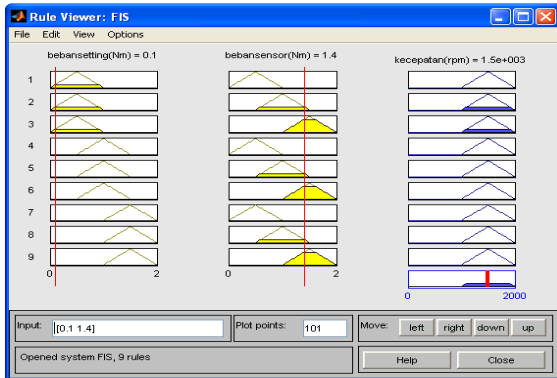 Rule Viewer: FIS
File Edit View Options
bebansetting(Nm) = 0.1 bebansensor(Nm) = 1.4 kecepatan(rpm) = 1.5e+003
1
2
3
4
5
6
7
8
9
0 2 0 2
0 2000
Input: [0.1 1.4] Plot points: 101 Move: left right down up
Opened system FIS, 9 rules Help Close